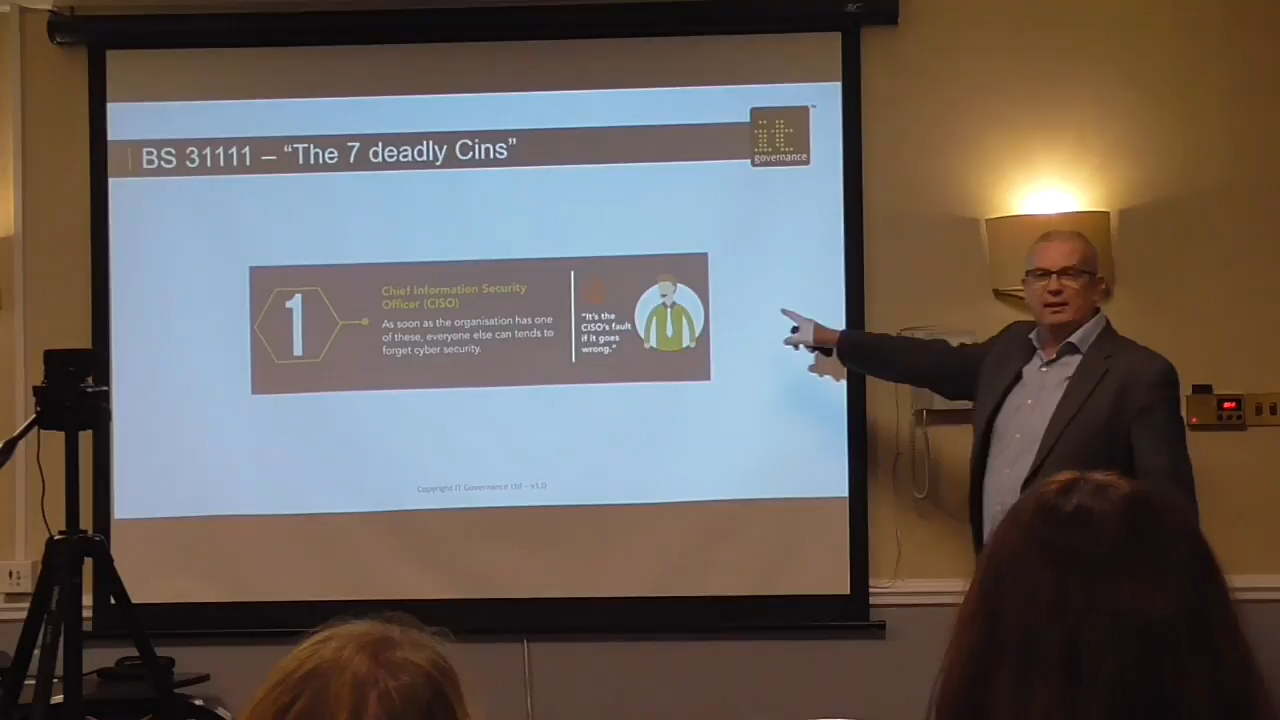 BS 31111 – “The 7 deadly Cins”
it
governance
™
1
Chief Information Security
Officer (CISO)
As soon as the organisation has one
of these, everyone else can tends to
forget cyber security.
"It's the
CISO's fault
if it goes
wrong."
Copyright IT Governance Ltd – v1.0